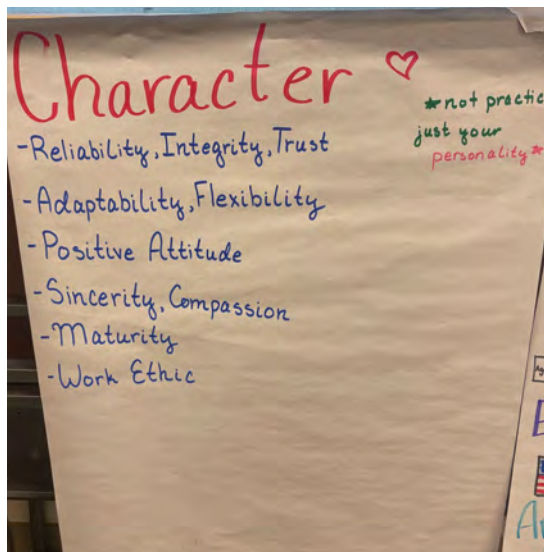 Character ♡
*not practic
just your
personality*
-Reliability, Integrity, Trust
-Adaptability, Flexibility
-Positive Attitude
-Sincerity, Compassion
-Maturity
-Work Ethic